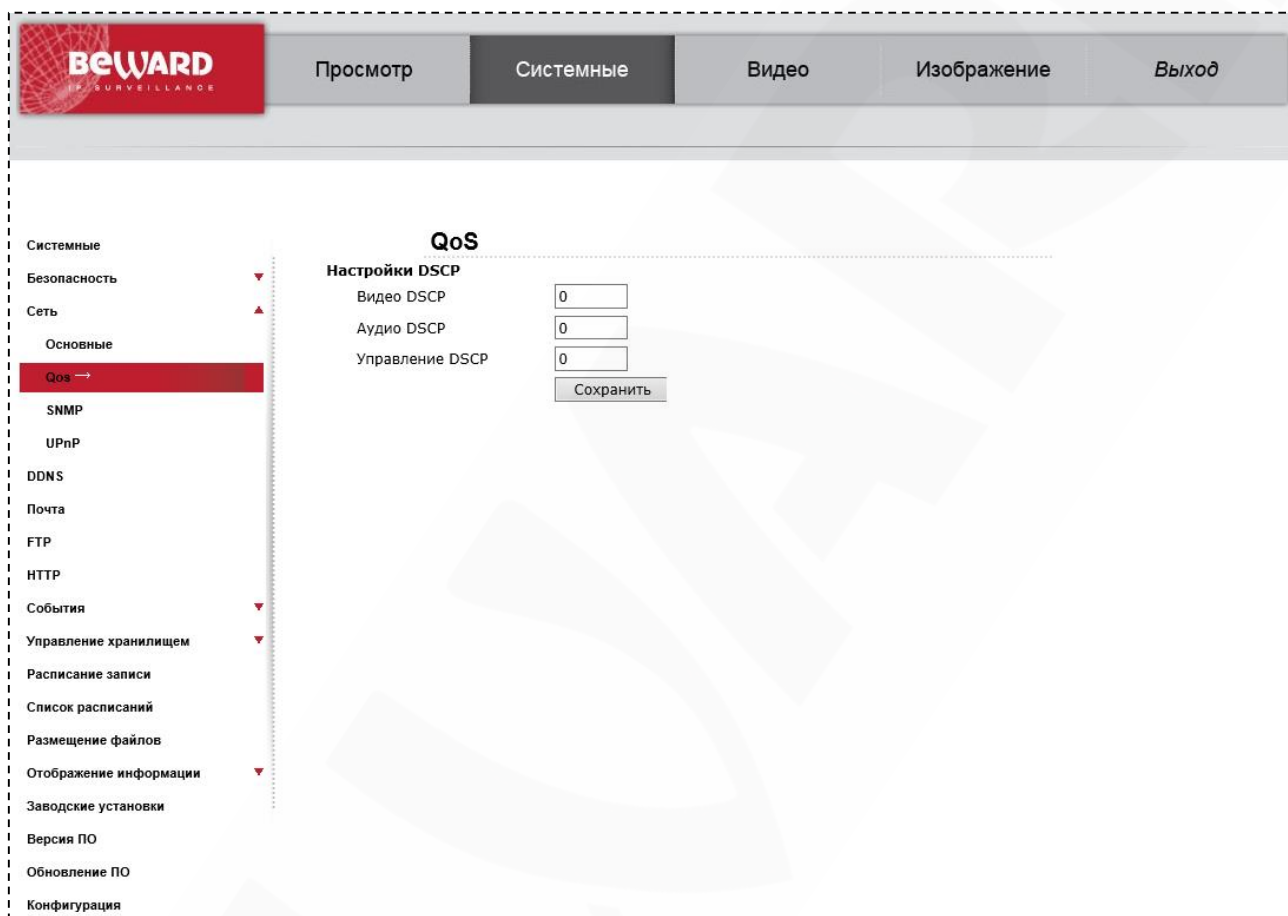 BEWARD
IP SURVEILLANCE
Просмотр
Системные
Видео
Изображение
Выход
Системные
Безопасность
Сеть
Основные
Qos →
SNMP
UPnP
DDNS
Почта
FTP
HTTP
События
Управление хранилищем
Расписание записи
Список расписаний
Размещение файлов
Отображение информации
Заводские установки
Версия ПО
Обновление ПО
Конфигурация
QoS
Настройки DSCP
Видео DSCP 0
Аудио DSCP 0
Управление DSCP 0
Сохранить